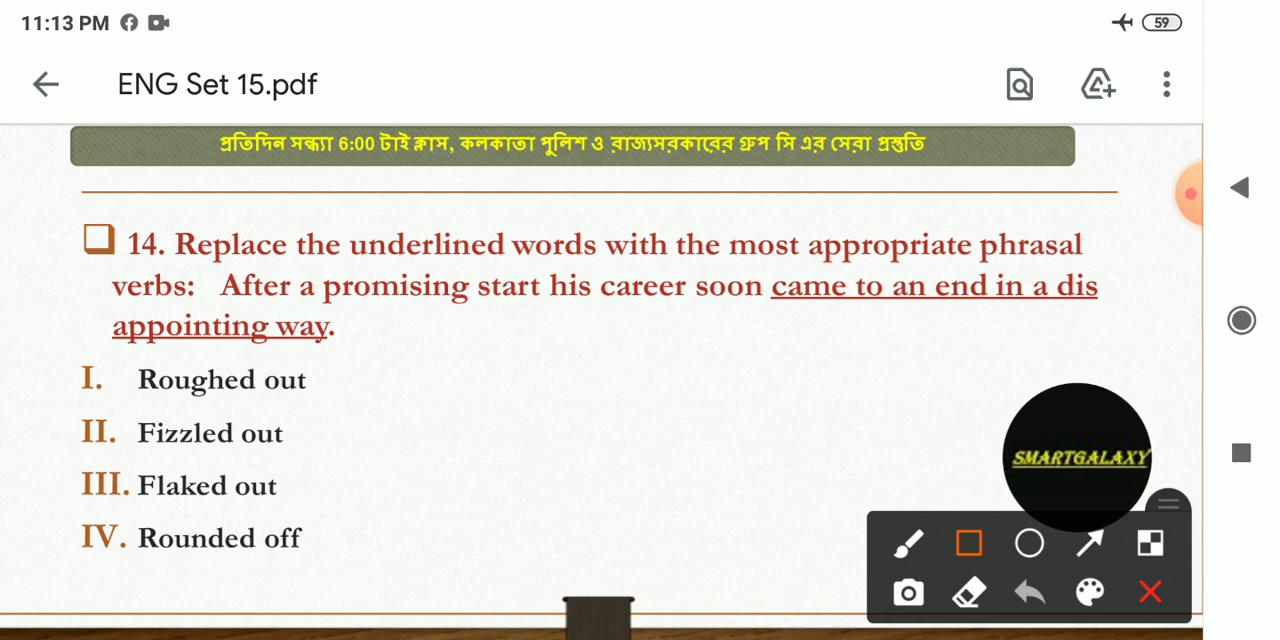 11:13 PM
59
ENG Set 15.pdf
প্রতিদিন সন্ধ্যা 6:00 টাই ক্লাস, কলকাতা পুলিশ ও রাজ্যসরকারের গ্রুপ সি এর সেরা প্রস্তুতি
14. Replace the underlined words with the most appropriate phrasal
verbs: After a promising start his career soon came to an end in a dis
appointing way.
I. Roughed out
II. Fizzled out
III. Flaked out
IV. Rounded off
SMARTGALAXY